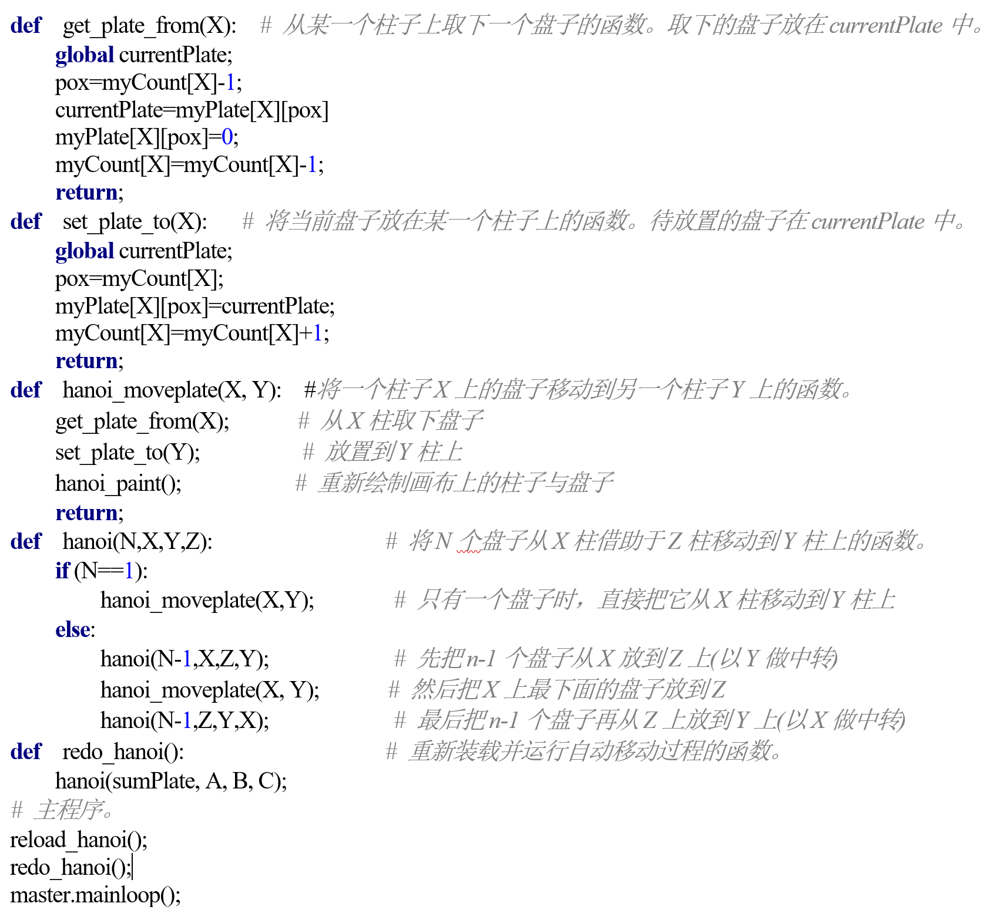 def get_plate_from(X): # 从某一个柱子上取下一个盘子的函数。取下的盘子放在 currentPlate 中。
global currentPlate;
pox=myCount[X]-1;
currentPlate=myPlate[X][pox]
myPlate[X][pox]=0;
myCount[X]=myCount[X]-1;
return;
def set_plate_to(X): # 将当前盘子放在某一个柱子上的函数。待放置的盘子在 currentPlate 中。
global currentPlate;
pox=myCount[X];
myPlate[X][pox]=currentPlate;
myCount[X]=myCount[X]+1;
return;
def hanoi_moveplate(X, Y): #将一个柱子 X 上的盘子移动到另一个柱子 Y 上的函数。
get_plate_from(X); # 从 X 柱取下盘子
set_plate_to(Y); # 放置到 Y 柱上
hanoi_paint(); # 重新绘制画布上的柱子与盘子
return;
def hanoi(N,X,Y,Z): # 将 N 个盘子从 X 柱借助于 Z 柱移动到 Y 柱上的函数。
if (N==1):
hanoi_moveplate(X,Y); # 只有一个盘子时，直接把它从 X 柱移动到 Y 柱上
else:
hanoi(N-1,X,Z,Y); # 先把 n-1 个盘子从 X 放到 Z 上(以 Y 做中转)
hanoi_moveplate(X, Y); # 然后把 X 上最下面的盘子放到 Z
hanoi(N-1,Z,Y,X); # 最后把 n-1 个盘子再从 Z 上放到 Y 上(以 X 做中转)
def redo_hanoi(): # 重新装载并运行自动移动过程的函数。
hanoi(sumPlate, A, B, C);
# 主程序。
reload_hanoi();
redo_hanoi();
master.mainloop();